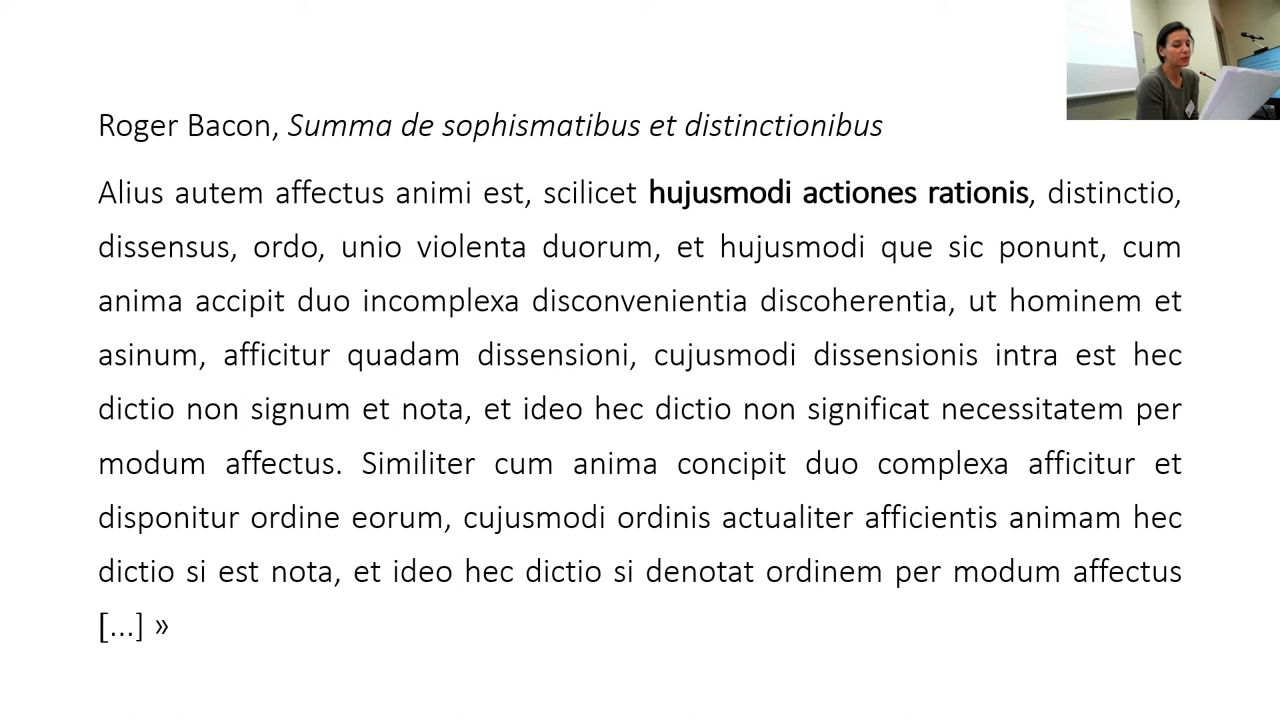 Roger Bacon, Summa de sophismatibus et distinctionibus
Alius autem affectus animi est, scilicet hujusmodi actiones rationis, distinctio,
dissensus, ordo, unio violenta duorum, et hujusmodi que sic ponunt, cum
anima accipit duo incomplexa disconvenientia discoherentia, ut hominem et
asinum, afficitur quadam dissensioni, cujusmodi dissensionis intra est hec
dictio non signum et nota, et ideo hec dictio non significat necessitatem per
modum affectus. Similiter cum anima concipit duo complexa afficitur et
disponitur ordine eorum, cujusmodi ordinis actualiter afficientis animam hec
dictio si est nota, et ideo hec dictio si denotat ordinem per modum affectus
[...] »